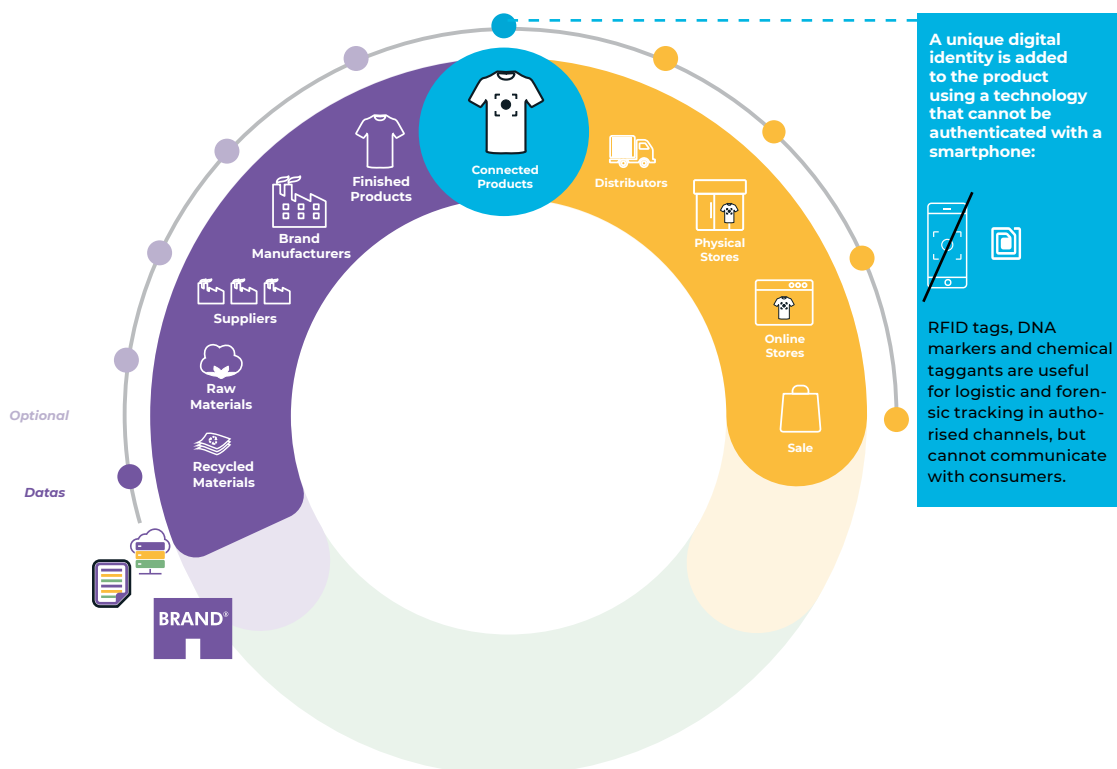 A unique digital
identity is added
to the product
using a technology
that cannot be
authenticated with a
smartphone:
RFID tags, DNA
markers and chemical
taggants are useful
for logistic and foren-
sic tracking in autho-
rised channels, but
cannot communicate
with consumers.
Connected
Products
Finished
Products
Brand
Manufacturers
Suppliers
Raw
Materials
Recycled
Materials
Distributors
Physical
Stores
Online
Stores
Sale
Optional
Datas
BRAND®